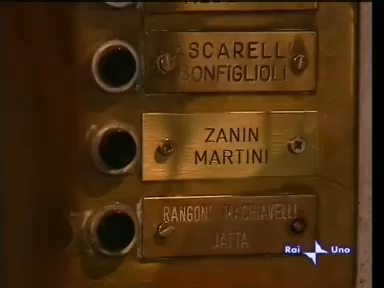 SCARELLI
BONFIGLIOLI
ZANIN
MARTINI
RANGONI MACHIAVELLI
JATTA
Rai Uno